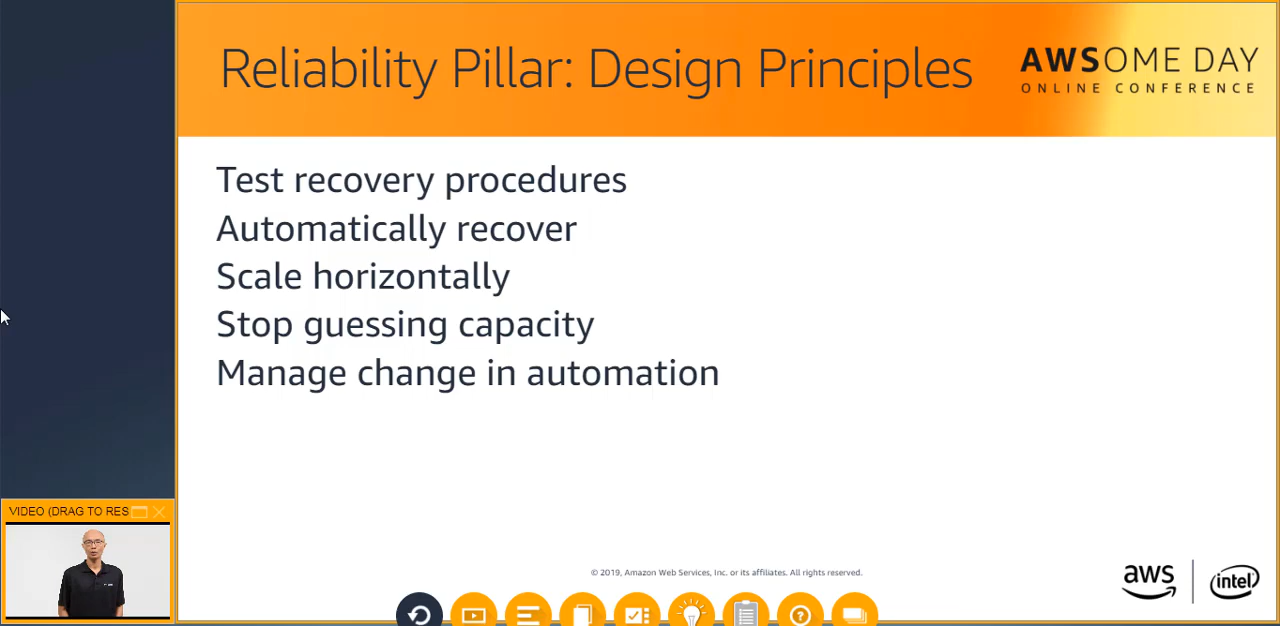 Reliability Pillar: Design Principles
AWSOME DAY
ONLINE CONFERENCE
Test recovery procedures
Automatically recover
Scale horizontally
Stop guessing capacity
Manage change in automation
VIDEO (DRAG TO RES
© 2019, Amazon Web Services, Inc. or its affiliates. All rights reserved.
aws
intel